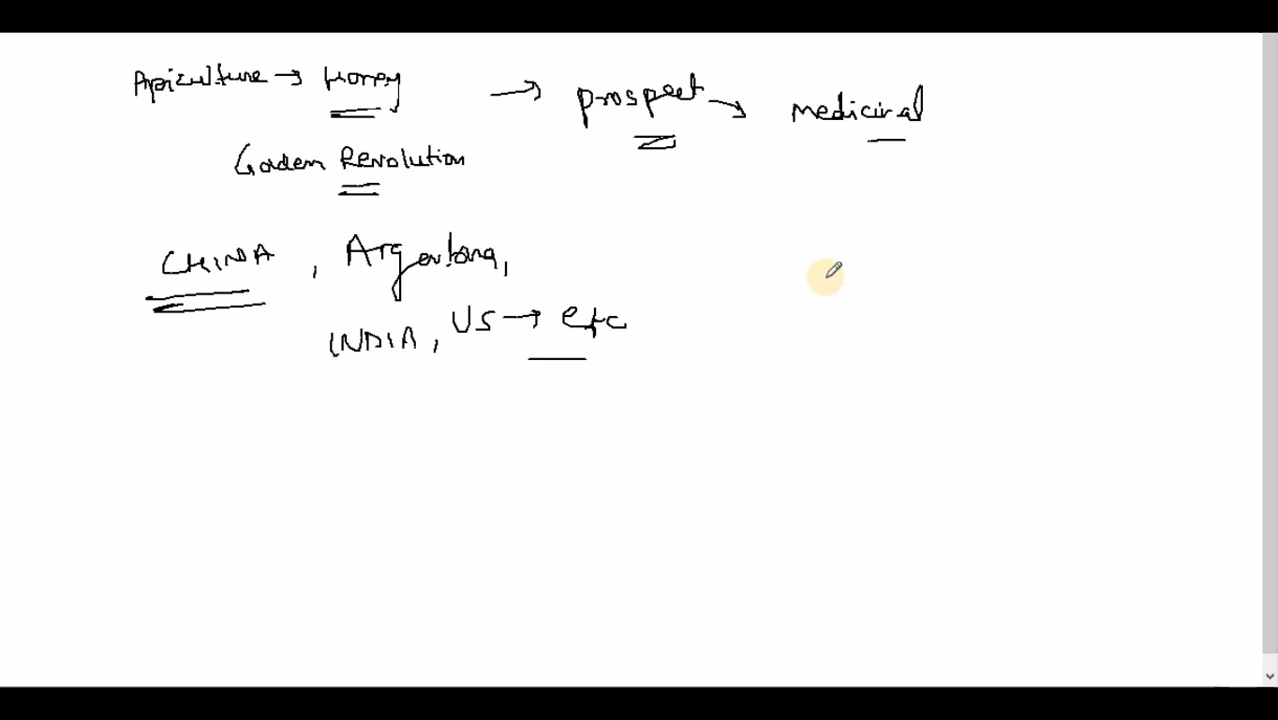 Apiculture → Honey → prospect → medicinal
Golden Revolution
CHINA, Argentina,
INDIA, US → etc